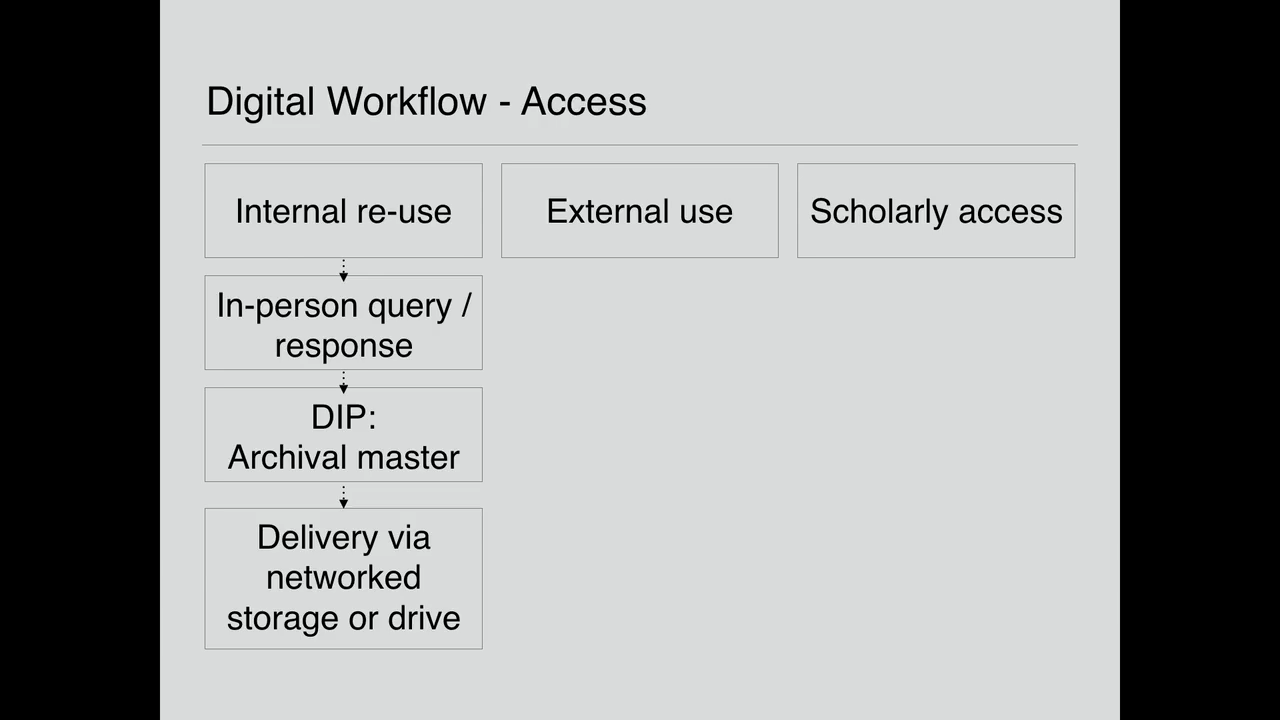 Digital Workflow - Access
Internal re-use
External use
Scholarly access
In-person query /
response
DIP:
Archival master
Delivery via
networked
storage or drive